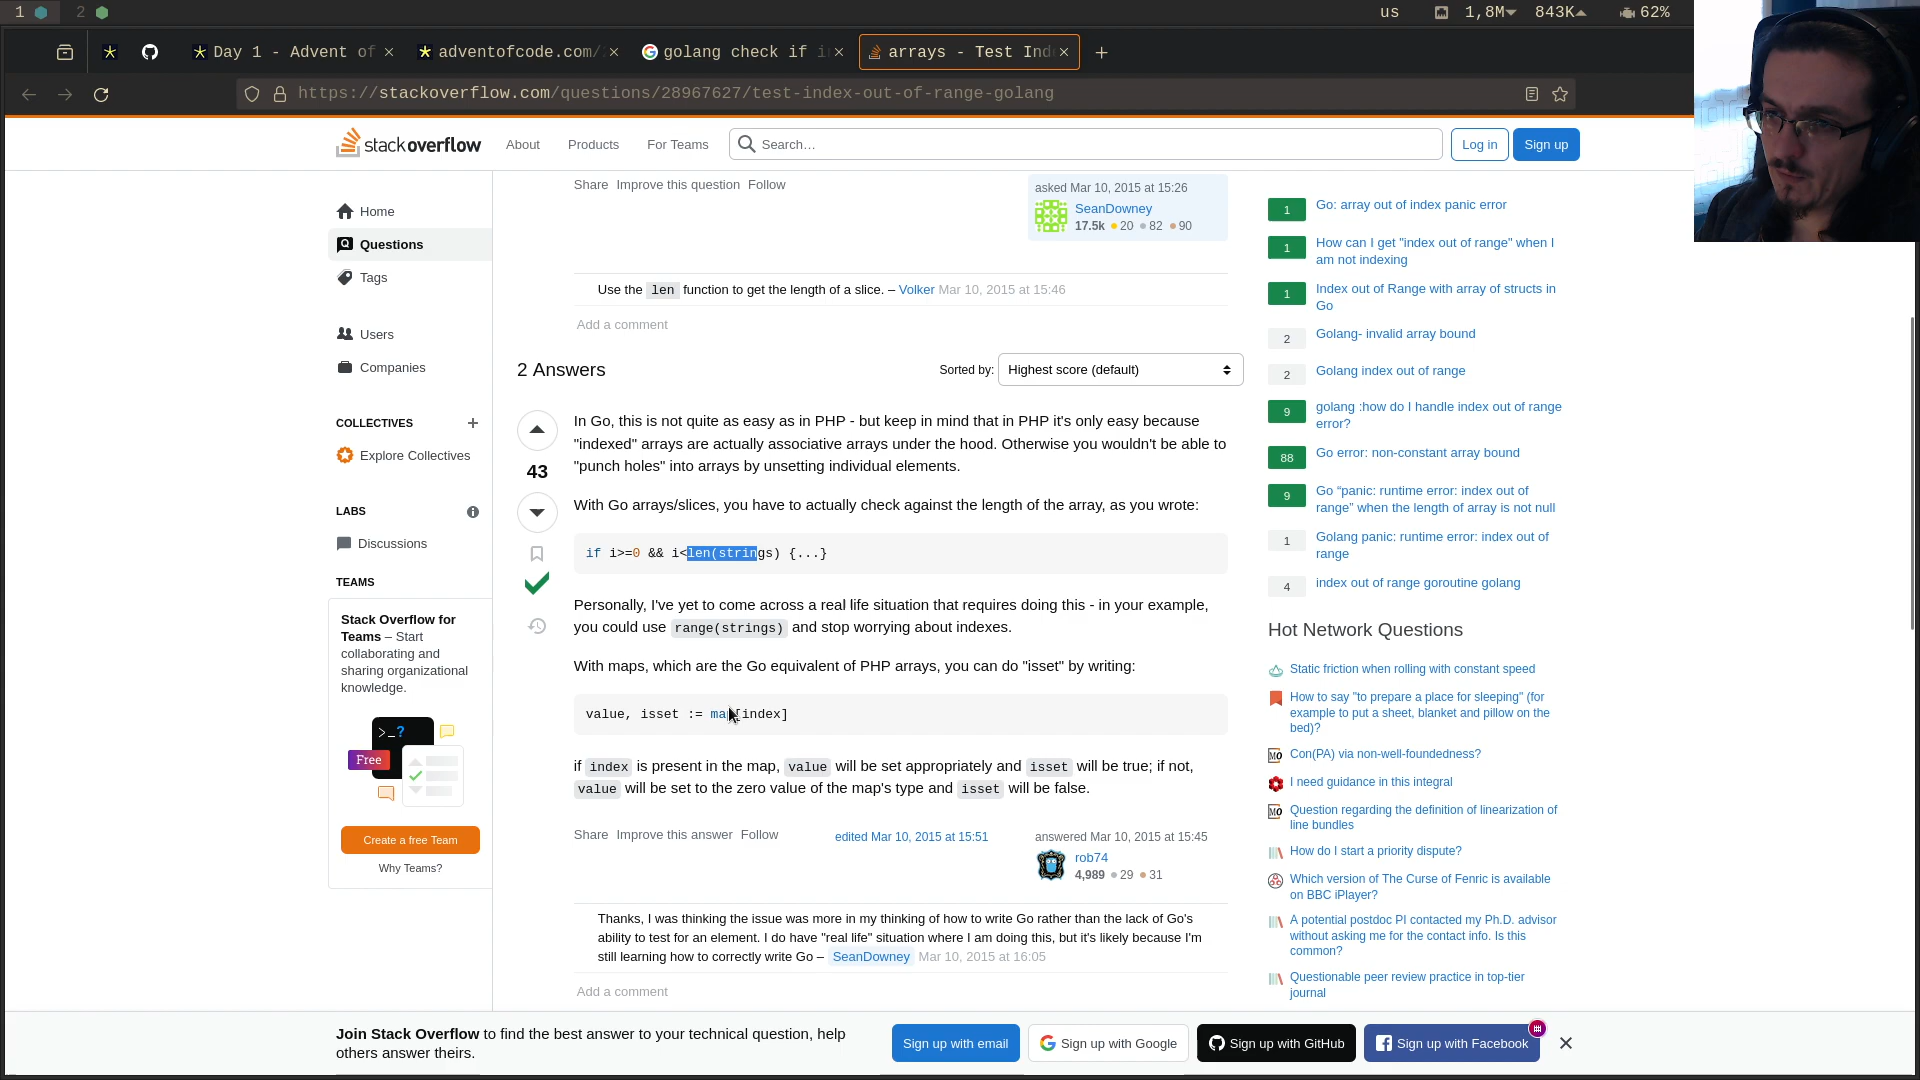 1 2 us 1,8M 843K 62%
Day 1 - Advent of adventofcode.com/ golang check if i arrays - Test Ind
https://stackoverflow.com/questions/28967627/test-index-out-of-range-golang
stackoverflow About Products For Teams Search… Log in Sign up
Home
Questions
Tags
Users
Companies
COLLECTIVES
Explore Collectives
LABS
Discussions
TEAMS
Stack Overflow for
Teams – Start
collaborating and
sharing organizational
knowledge.
>_?
Free
Create a free Team
Why Teams?
Share Improve this question Follow
asked Mar 10, 2015 at 15:26
SeanDowney
17.5k 20 82 90
Use the len function to get the length of a slice. – Volker Mar 10, 2015 at 15:46
Add a comment
2 Answers
Sorted by: Highest score (default)
43
In Go, this is not quite as easy as in PHP - but keep in mind that in PHP it's only easy because
"indexed" arrays are actually associative arrays under the hood. Otherwise you wouldn't be able to
"punch holes" into arrays by unsetting individual elements.
With Go arrays/slices, you have to actually check against the length of the array, as you wrote:
if i>=0 && i<len(strings) {...}
Personally, I've yet to come across a real life situation that requires doing this - in your example,
you could use range(strings) and stop worrying about indexes.
With maps, which are the Go equivalent of PHP arrays, you can do "isset" by writing:
value, isset := map[index]
if index is present in the map, value will be set appropriately and isset will be true; if not,
value will be set to the zero value of the map's type and isset will be false.
Share Improve this answer Follow
edited Mar 10, 2015 at 15:51
answered Mar 10, 2015 at 15:45
rob74
4,989 29 31
Thanks, I was thinking the issue was more in my thinking of how to write Go rather than the lack of Go's
ability to test for an element. I do have "real life" situation where I am doing this, but it's likely because I'm
still learning how to correctly write Go – SeanDowney Mar 10, 2015 at 16:05
Add a comment
1 Go: array out of index panic error
1 How can I get "index out of range" when I
am not indexing
1 Index out of Range with array of structs in
Go
2 Golang- invalid array bound
2 Golang index out of range
9 golang :how do I handle index out of range
error?
88 Go error: non-constant array bound
9 Go “panic: runtime error: index out of
range” when the length of array is not null
1 Golang panic: runtime error: index out of
range
4 index out of range goroutine golang
Hot Network Questions
Static friction when rolling with constant speed
How to say "to prepare a place for sleeping" (for
example to put a sheet, blanket and pillow on the
bed)?
Con(PA) via non-well-foundedness?
I need guidance in this integral
Question regarding the definition of linearization of
line bundles
How do I start a priority dispute?
Which version of The Curse of Fenric is available
on BBC iPlayer?
A potential postdoc PI contacted my Ph.D. advisor
without asking me for the contact info. Is this
common?
Questionable peer review practice in top-tier
journal
Join Stack Overflow to find the best answer to your technical question, help
others answer theirs.
Sign up with email Sign up with Google Sign up with GitHub Sign up with Facebook